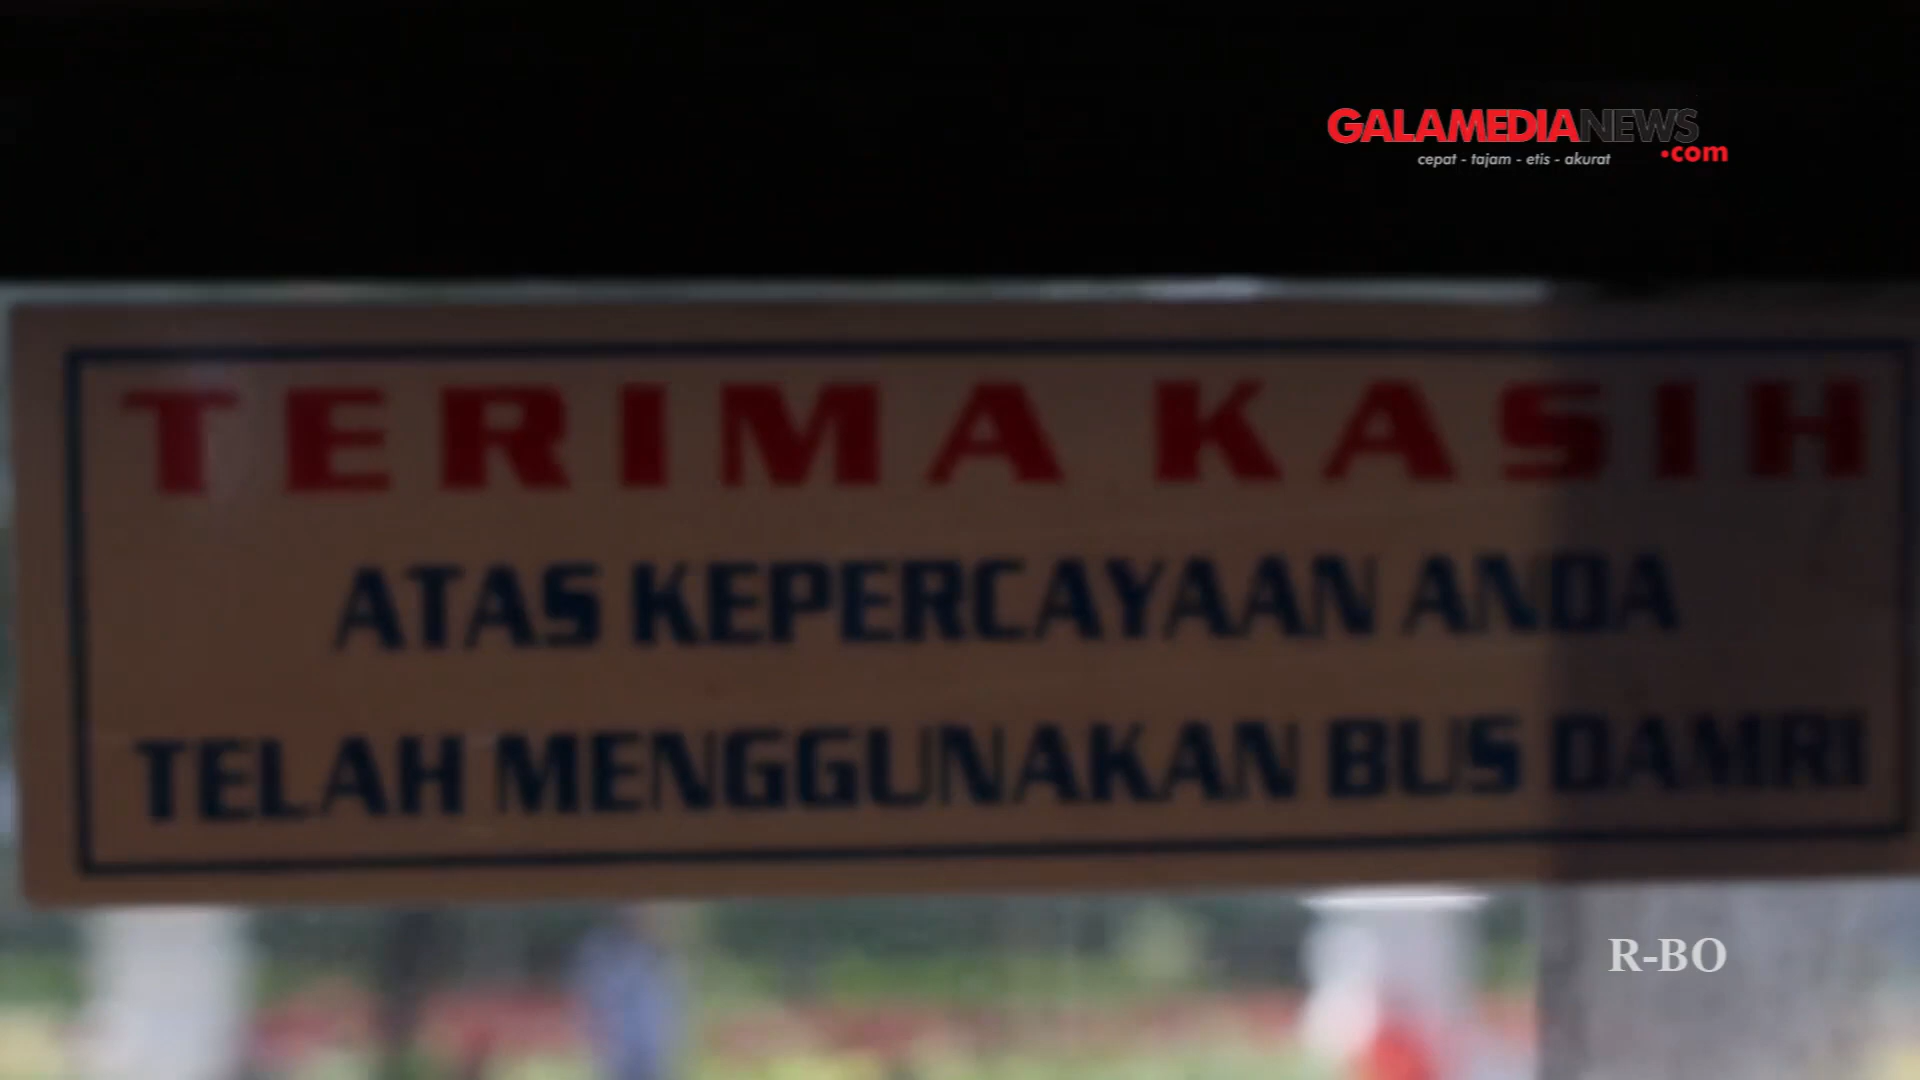 GALAMEDIANEWS
.com
cepat - tajam - etis - akurat
TERIMA KASIH
ATAS KEPERCAYAAN ANDA
TELAH MENGGUNAKAN BUS DAMRI
R-BO